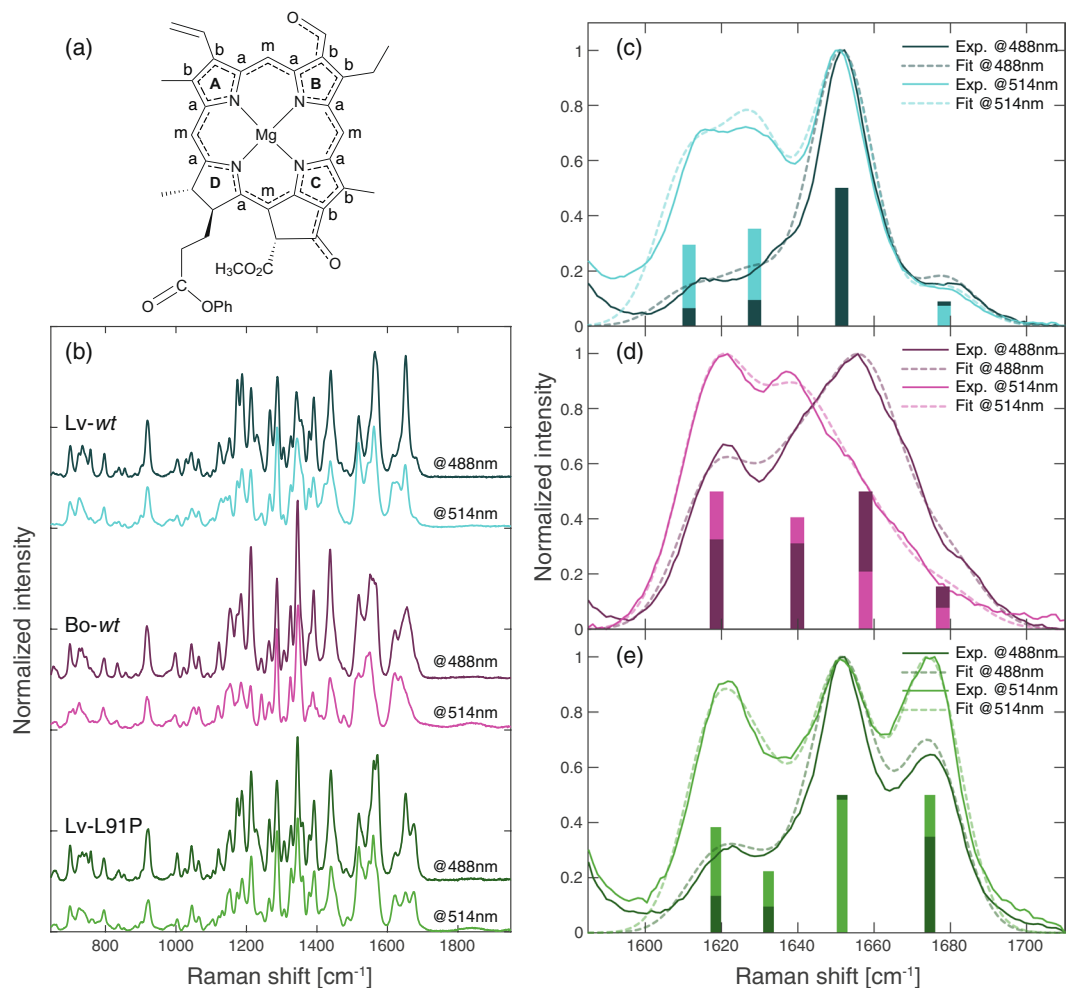 (a)
O
m
b
b
a
a
b
A
B
b
a
N
N
a
m
Mg
m
a
N
N
a
D
C
a
m
b
b
H3CO2C
O
C
O
OPh
(b)
Lv-wt
@488nm
@514nm
Bo-wt
@488nm
@514nm
Lv-L91P
@488nm
@514nm
Normalized intensity
800
1000
1200
1400
1600
1800
Raman shift [cm-1]
(c)
Exp. @488nm
Fit @488nm
Exp. @514nm
Fit @514nm
1
0.8
0.6
0.4
0.2
0
(d)
Exp. @488nm
Fit @488nm
Exp. @514nm
Fit @514nm
1
0.8
0.6
0.4
0.2
0
(e)
Exp. @488nm
Fit @488nm
Exp. @514nm
Fit @514nm
1
0.8
0.6
0.4
0.2
0
Normalized intensity
1600
1620
1640
1660
1680
1700
Raman shift [cm-1]